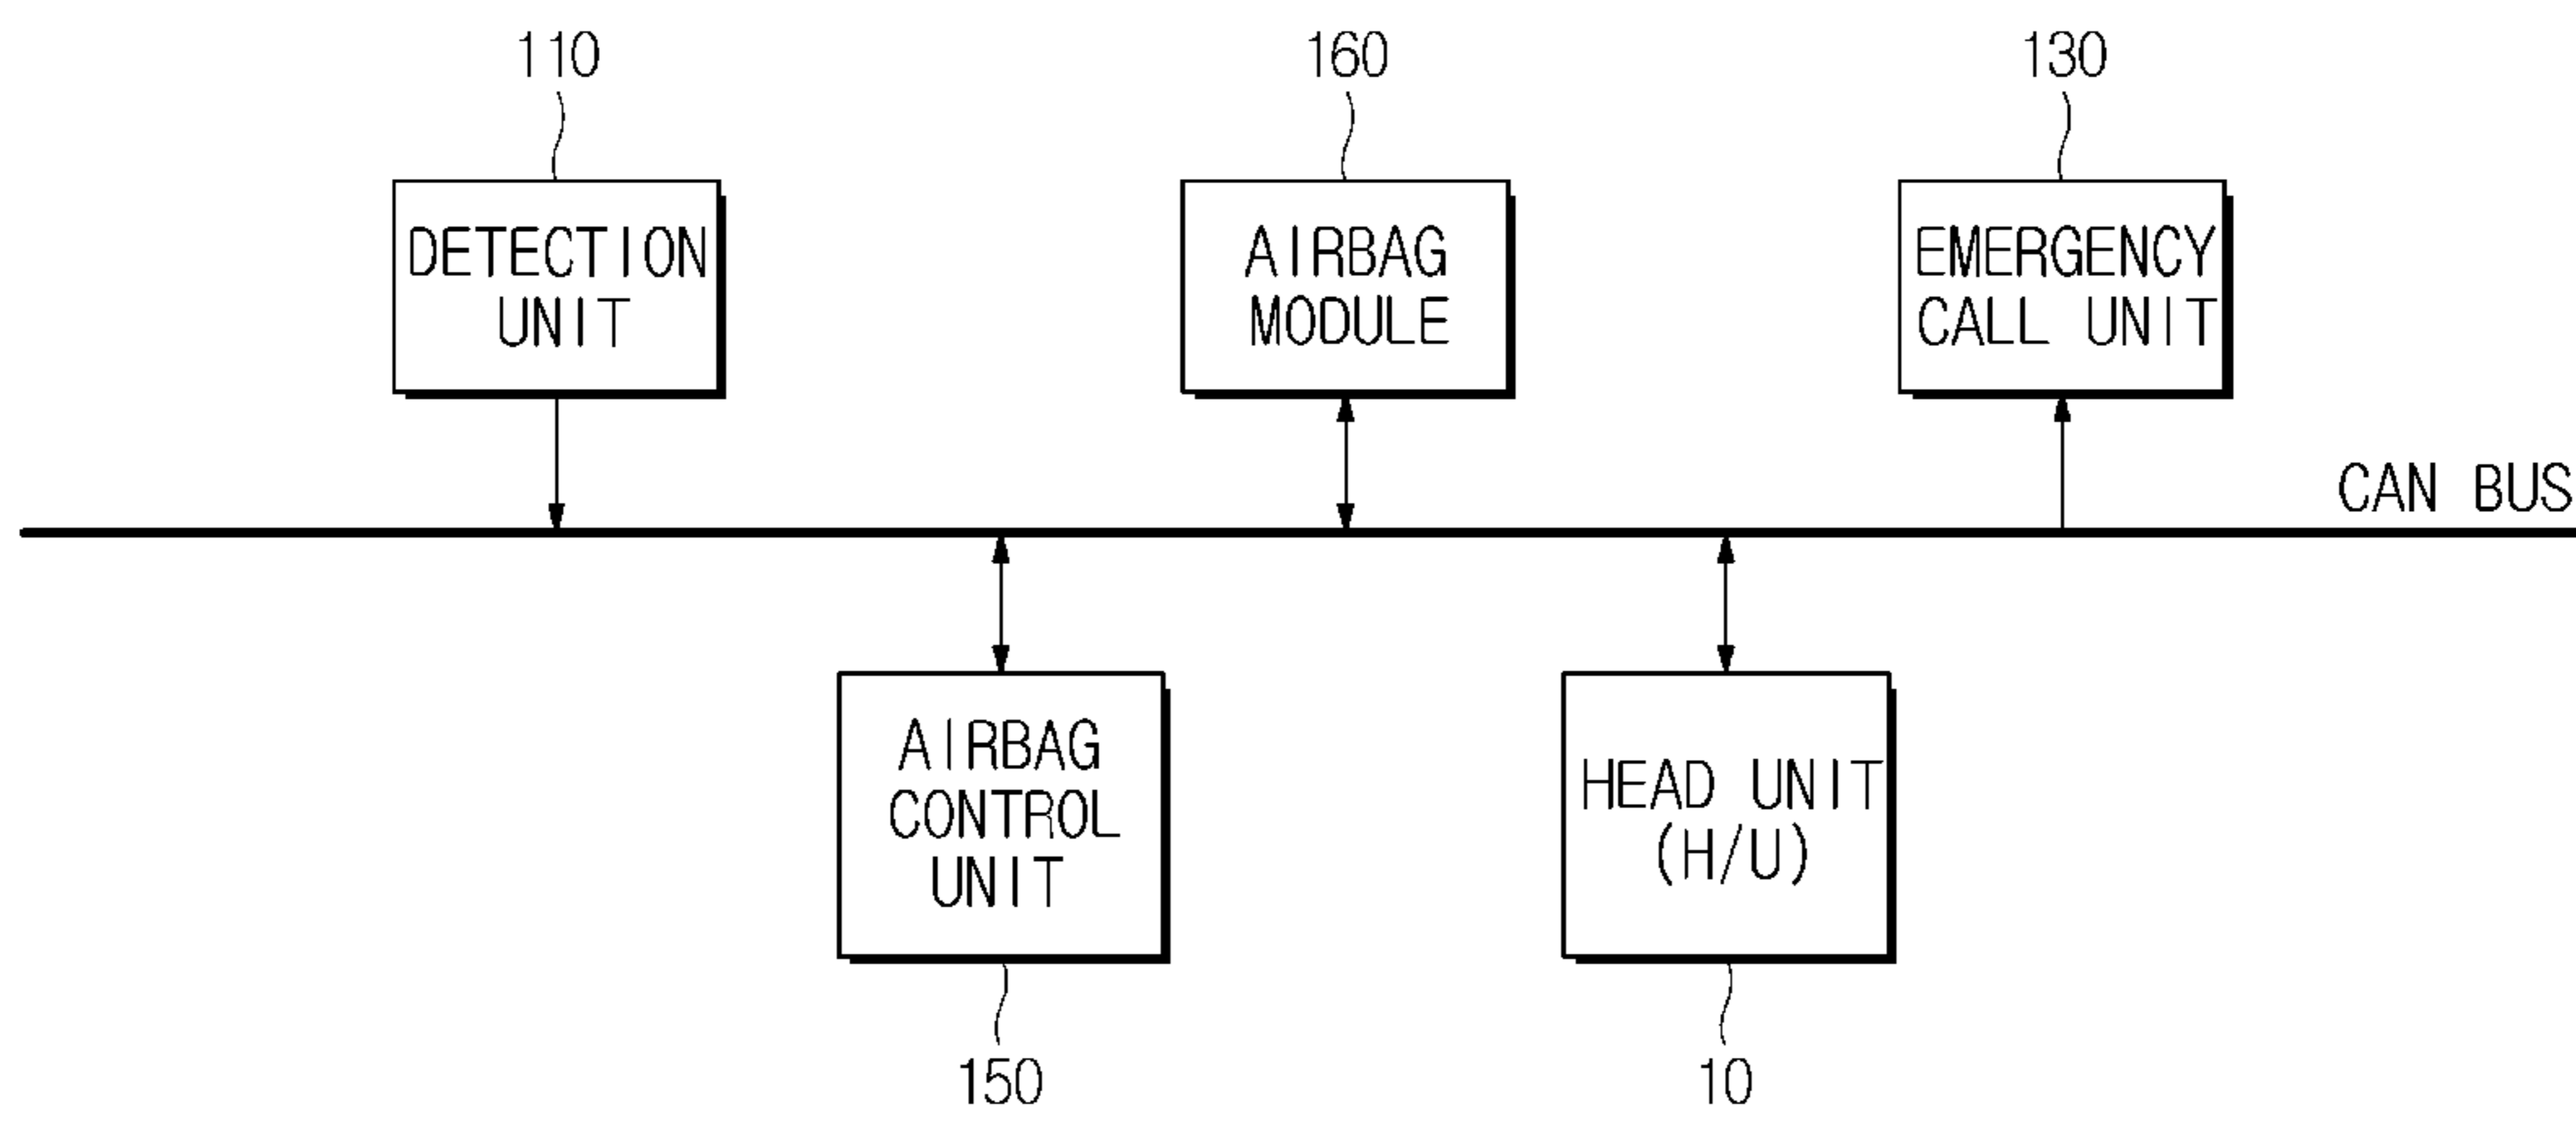 110
160
130
DETECTION
UNIT
AIRBAG
MODULE
EMERGENCY
CALL UNIT
CAN BUS
AIRBAG
CONTROL
UNIT
HEAD UNIT
(H/U)
150
10